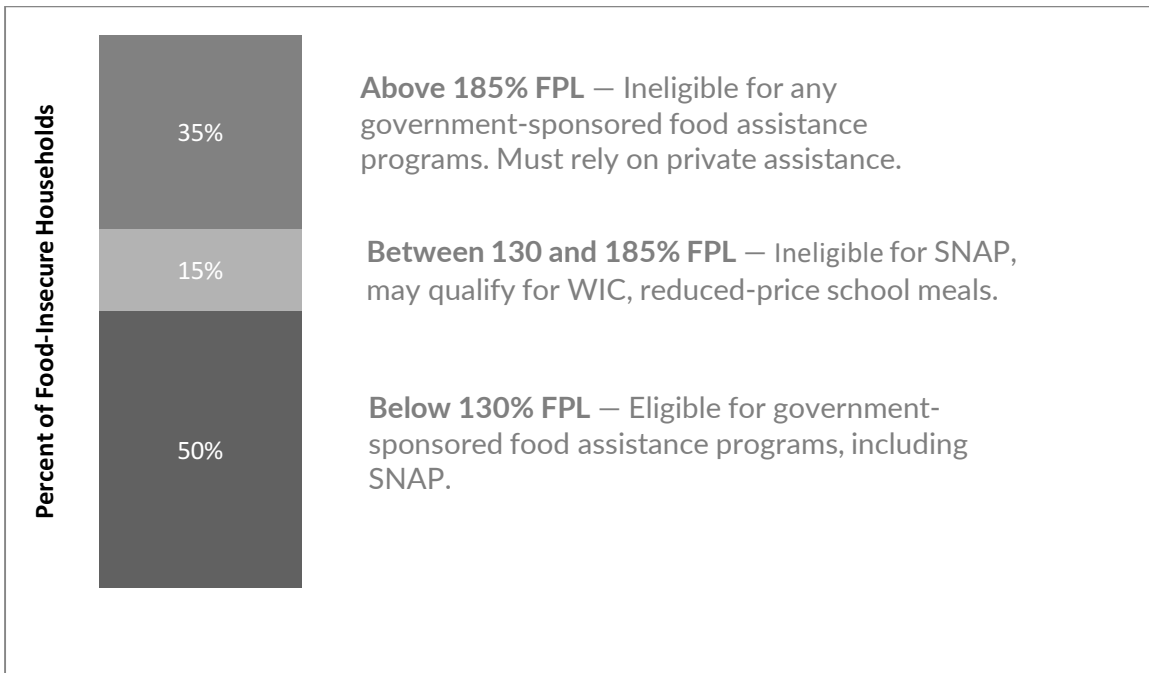 Percent of Food-Insecure Households
35%
Above 185% FPL — Ineligible for any
government-sponsored food assistance
programs. Must rely on private assistance.
15%
Between 130 and 185% FPL — Ineligible for SNAP,
may qualify for WIC, reduced-price school meals.
50%
Below 130% FPL — Eligible for government-
sponsored food assistance programs, including
SNAP.